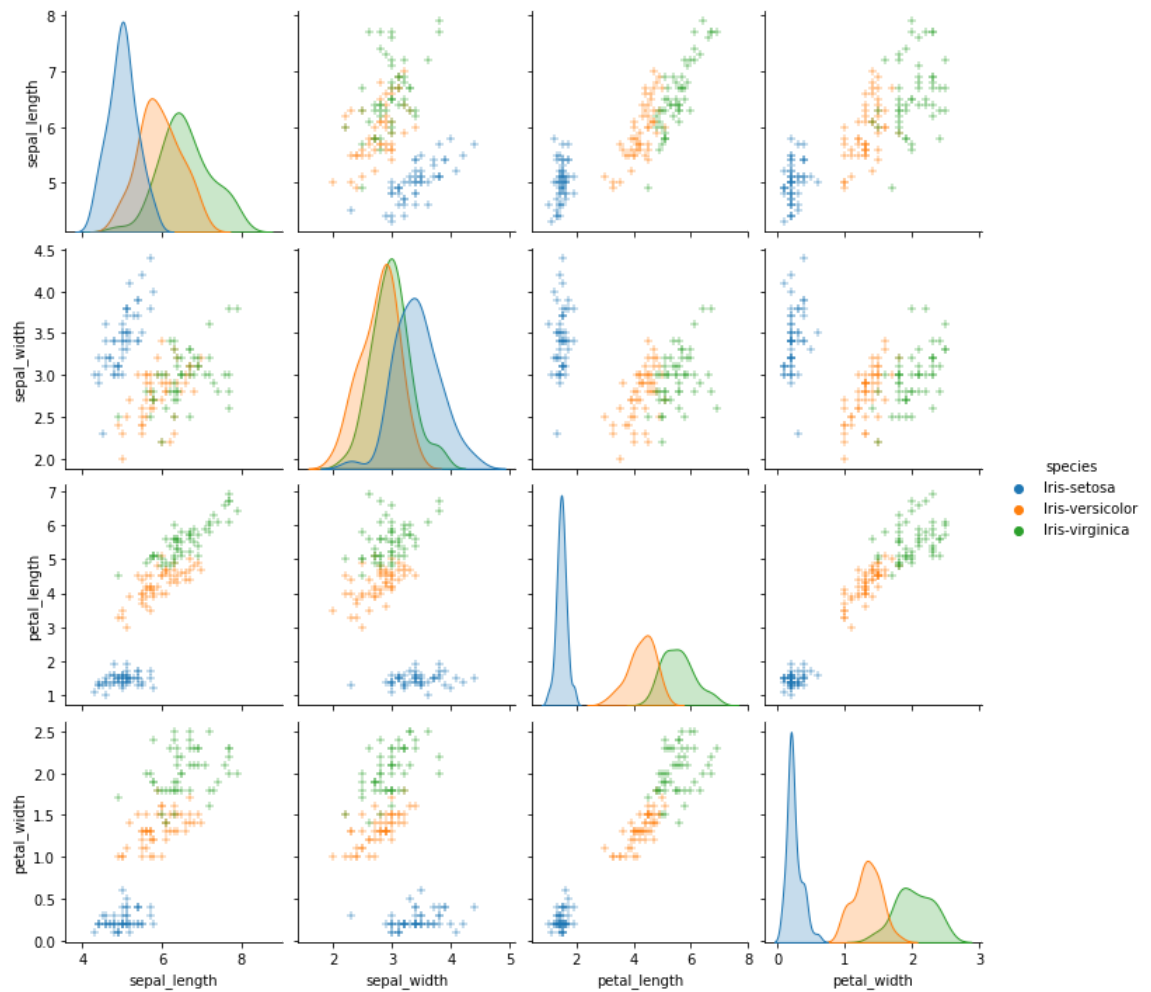 8
7
6
5
sepal_length
4.5
4.0
3.5
3.0
2.5
2.0
sepal_width
species
Iris-setosa
Iris-versicolor
Iris-virginica
7
6
5
4
3
2
1
petal_length
2.5
2.0
1.5
1.0
0.5
0.0
petal_width
4 6 8
2 3 4 5
2 4 6 8
0 1 2 3
sepal_length
sepal_width
petal_length
petal_width